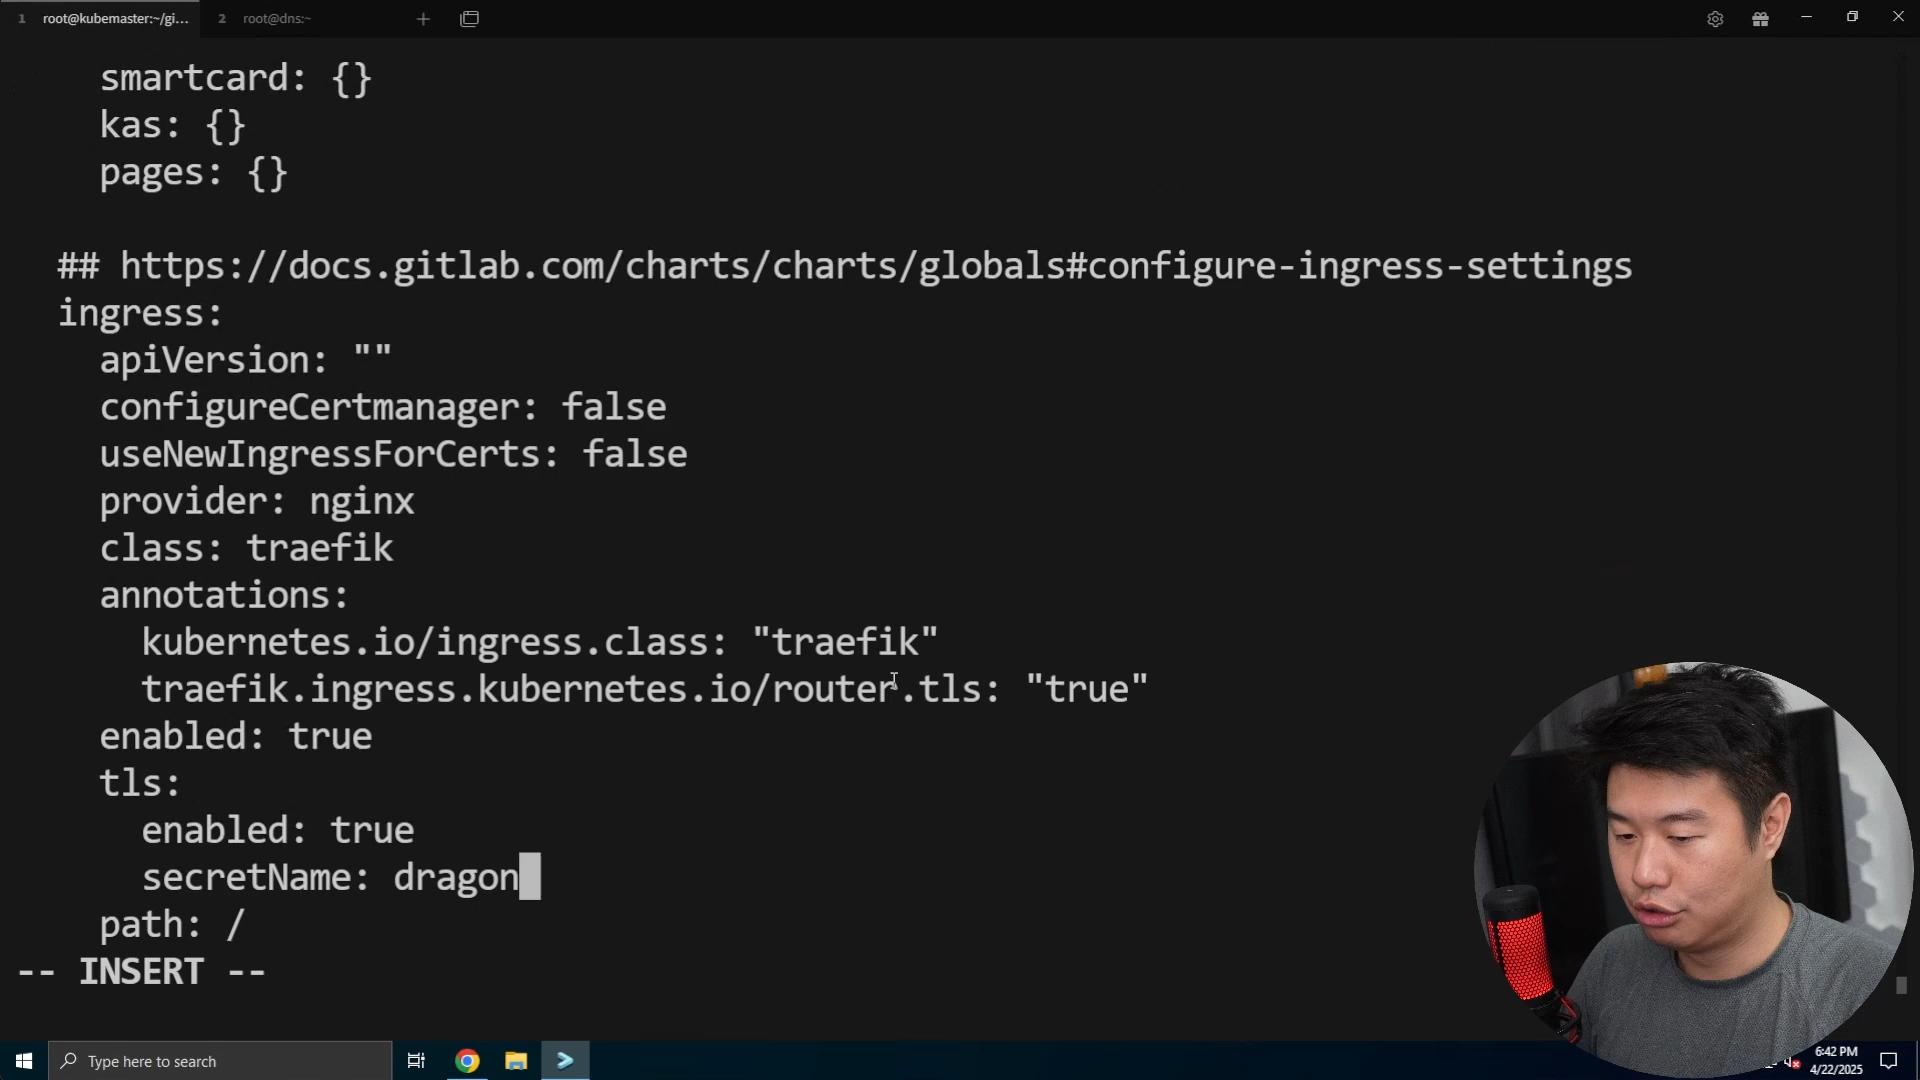 1 root@kubemaster:~/gi...
2 root@dns:~
smartcard: {}
kas: {}
pages: {}
## https://docs.gitlab.com/charts/charts/globals#configure-ingress-settings
ingress:
apiVersion: ""
configureCertmanager: false
useNewIngressForCerts: false
provider: nginx
class: traefik
annotations:
kubernetes.io/ingress.class: "traefik"
traefik.ingress.kubernetes.io/router.tls: "true"
enabled: true
tls:
enabled: true
secretName: dragon
path: /
-- INSERT --
Type here to search
6:42 PM
4/22/2025